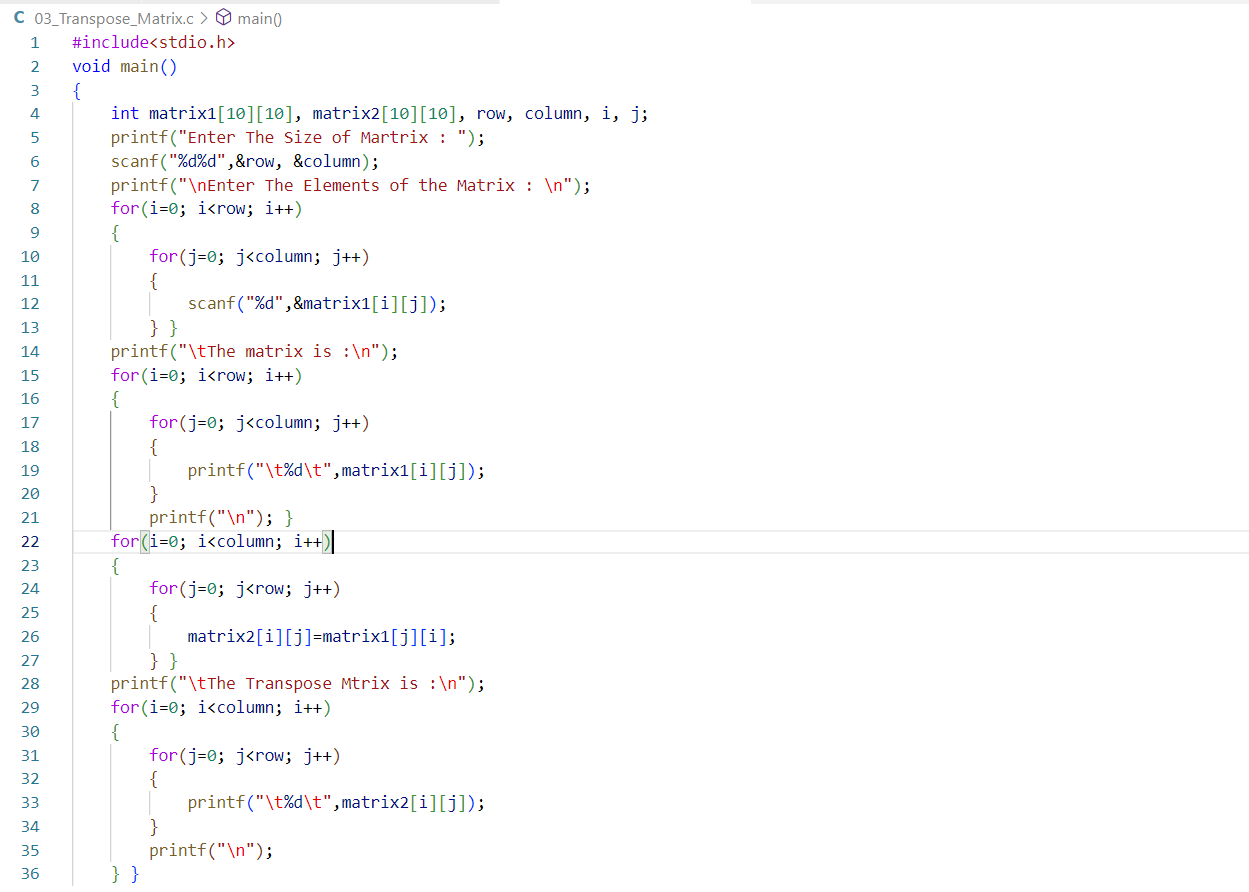 C 03_Transpose_Matrix.c > main()
1 #include<stdio.h>
2 void main()
3 {
4     int matrix1[10][10], matrix2[10][10], row, column, i, j;
5     printf("Enter The Size of Martrix : ");
6     scanf("%d%d",&row, &column);
7     printf("\nEnter The Elements of the Matrix : \n");
8     for(i=0; i<row; i++)
9     {
10         for(j=0; j<column; j++)
11         {
12             scanf("%d",&matrix1[i][j]);
13         } }
14     printf("\tThe matrix is :\n");
15     for(i=0; i<row; i++)
16     {
17         for(j=0; j<column; j++)
18         {
19             printf("\t%d\t",matrix1[i][j]);
20         }
21         printf("\n"); }
22     for(i=0; i<column; i++)
23     {
24         for(j=0; j<row; j++)
25         {
26             matrix2[i][j]=matrix1[j][i];
27         } }
28     printf("\tThe Transpose Mtrix is :\n");
29     for(i=0; i<column; i++)
30     {
31         for(j=0; j<row; j++)
32         {
33             printf("\t%d\t",matrix2[i][j]);
34         }
35         printf("\n");
36     } }